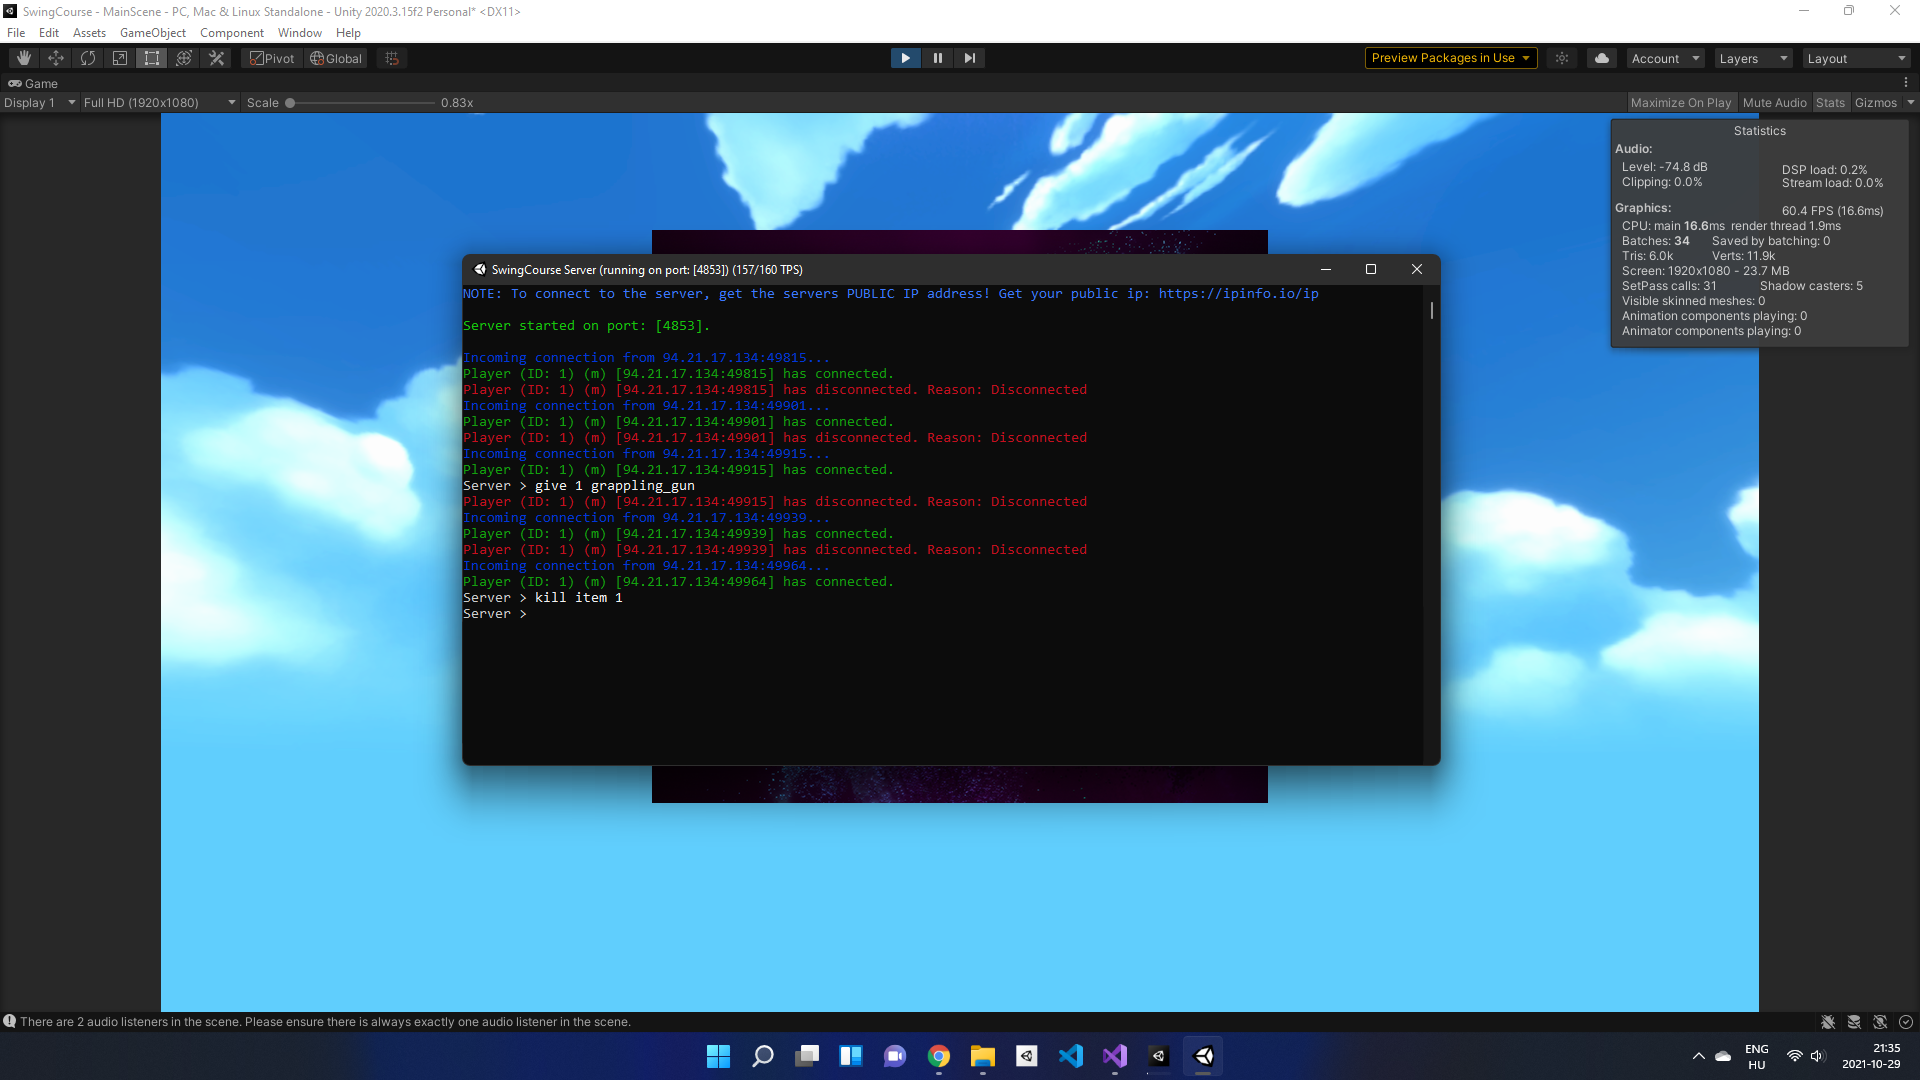 SwingCourse - MainScene - PC, Mac & Linux Standalone - Unity 2020.3.15f2 Personal* <DX11>
File Edit Assets GameObject Component Window Help
Pivot Global Preview Packages in Use Account Layers Layout
Game
Display 1 Full HD (1920x1080) Scale 0.83x Maximize On Play Mute Audio Stats Gizmos
Statistics
Audio:
Level: -74.8 dB DSP load: 0.2%
Clipping: 0.0% Stream load: 0.0%
Graphics: 60.4 FPS (16.6ms)
CPU: main 16.6ms render thread 1.9ms
Batches: 34 Saved by batching: 0
Tris: 6.0k Verts: 11.9k
Screen: 1920x1080 - 23.7 MB
SetPass calls: 31 Shadow casters: 5
Visible skinned meshes: 0
Animation components playing: 0
Animator components playing: 0
SwingCourse Server (running on port: [4853]) (157/160 TPS)
NOTE: To connect to the server, get the servers PUBLIC IP address! Get your public ip: https://ipinfo.io/ip
Server started on port: [4853].
Incoming connection from 94.21.17.134:49815...
Player (ID: 1) (m) [94.21.17.134:49815] has connected.
Player (ID: 1) (m) [94.21.17.134:49815] has disconnected. Reason: Disconnected
Incoming connection from 94.21.17.134:49901...
Player (ID: 1) (m) [94.21.17.134:49901] has connected.
Player (ID: 1) (m) [94.21.17.134:49901] has disconnected. Reason: Disconnected
Incoming connection from 94.21.17.134:49915...
Player (ID: 1) (m) [94.21.17.134:49915] has connected.
Server > give 1 grappling_gun
Player (ID: 1) (m) [94.21.17.134:49915] has disconnected. Reason: Disconnected
Incoming connection from 94.21.17.134:49939...
Player (ID: 1) (m) [94.21.17.134:49939] has connected.
Player (ID: 1) (m) [94.21.17.134:49939] has disconnected. Reason: Disconnected
Incoming connection from 94.21.17.134:49964...
Player (ID: 1) (m) [94.21.17.134:49964] has connected.
Server > kill item 1
Server >
There are 2 audio listeners in the scene. Please ensure there is always exactly one audio listener in the scene.
ENG 21:35
HU 2021-10-29